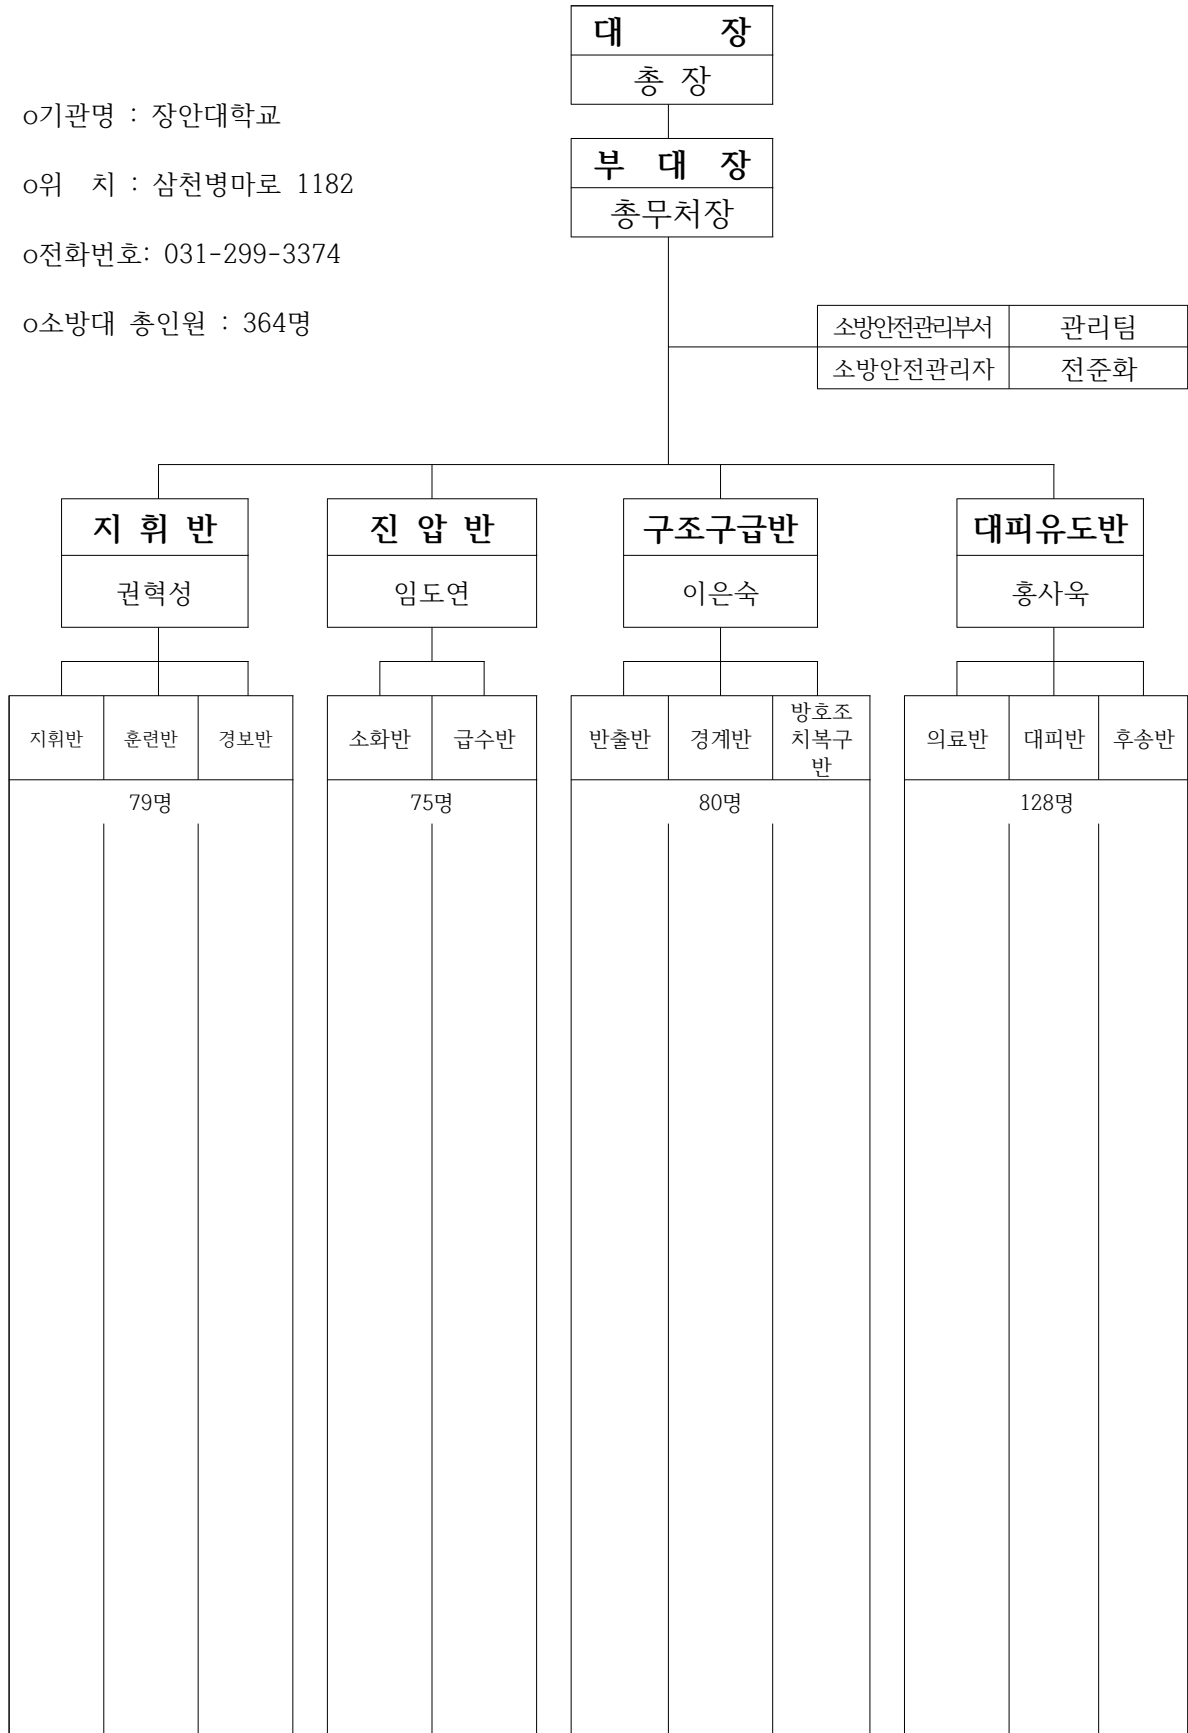 대 장
총 장
o기관명 : 장안대학교
부 대 장
o위 치 : 삼천병마로 1182
총무처장
o전화번호: 031-299-3374
o소방대 총인원 : 364명
소방안전관리부서 관리팀
소방안전관리자 전준화
지 휘 반 진 압 반 구조구급반 대피유도반
권혁성 임도연 이은숙 홍사욱
지휘반 훈련반 경보반 소화반 급수반 반출반 경계반 방호조
치복구
반 의료반 대피반 후송반
79명 75명 80명 128명